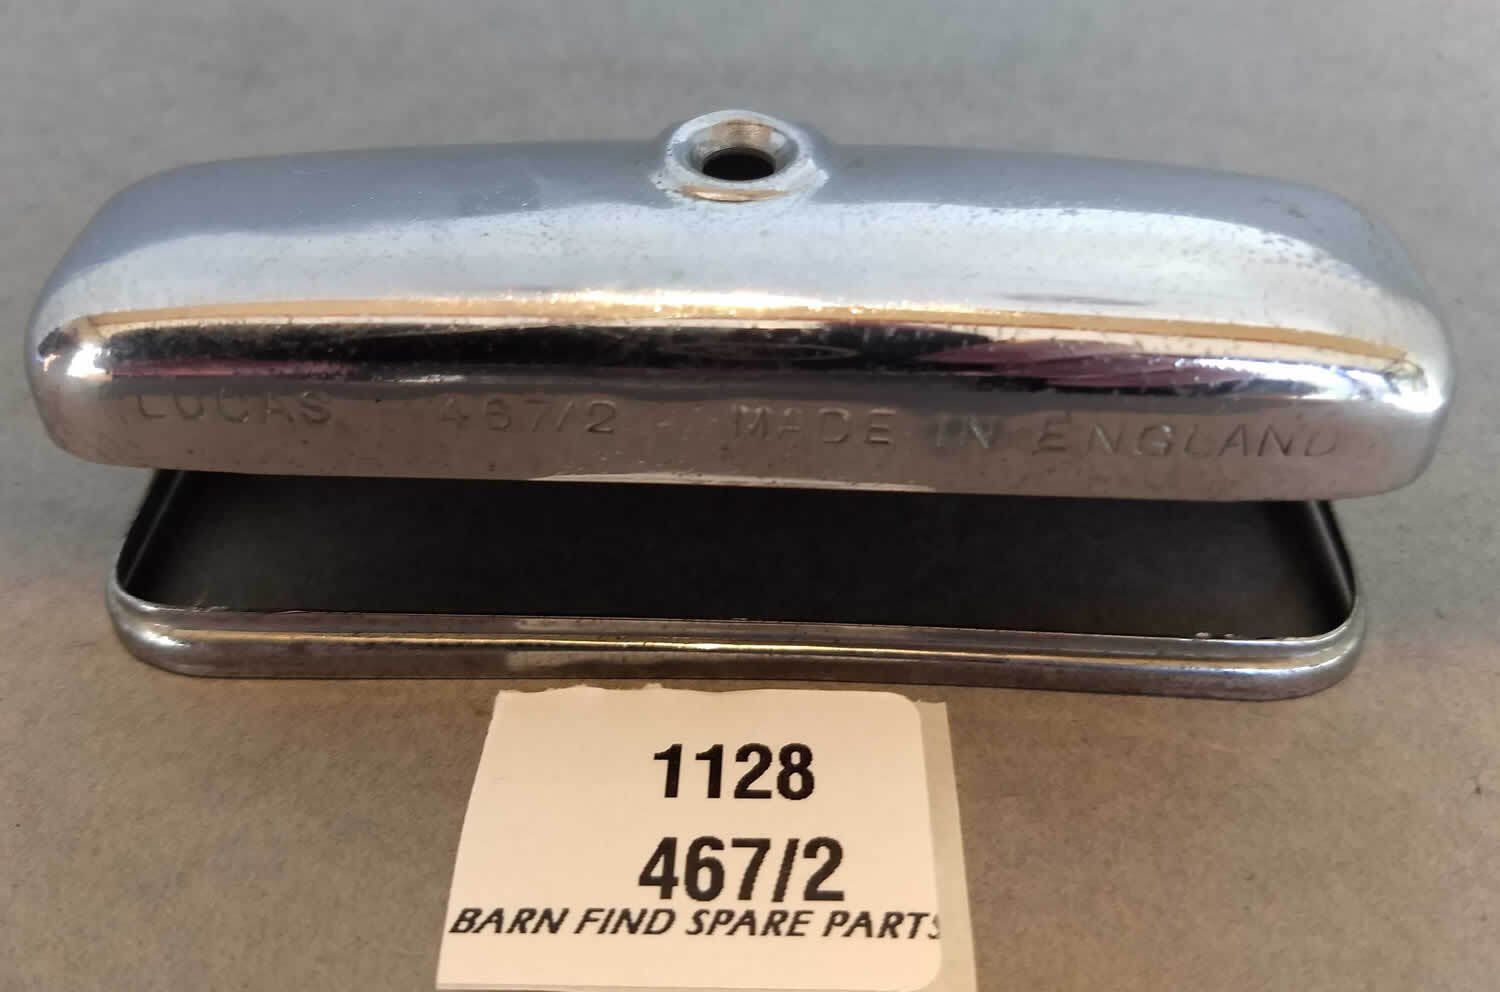 LUCAS 467/2 MADE IN ENGLAND
1128
467/2
BARN FIND SPARE PARTS